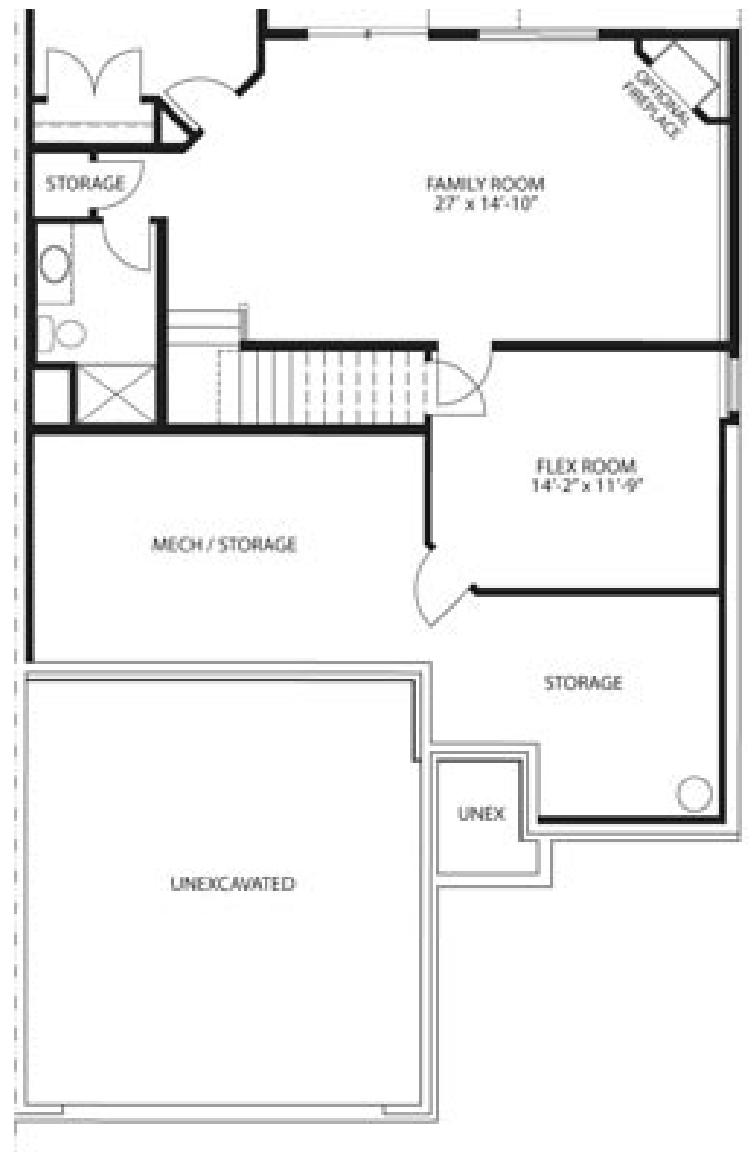 OPTIONAL
FIREPLACE
STORAGE
FAMILY ROOM
27' x 14'-10"
FLEX ROOM
14'-2" x 11'-9"
MECH / STORAGE
STORAGE
UNEX
UNEXCAVATED